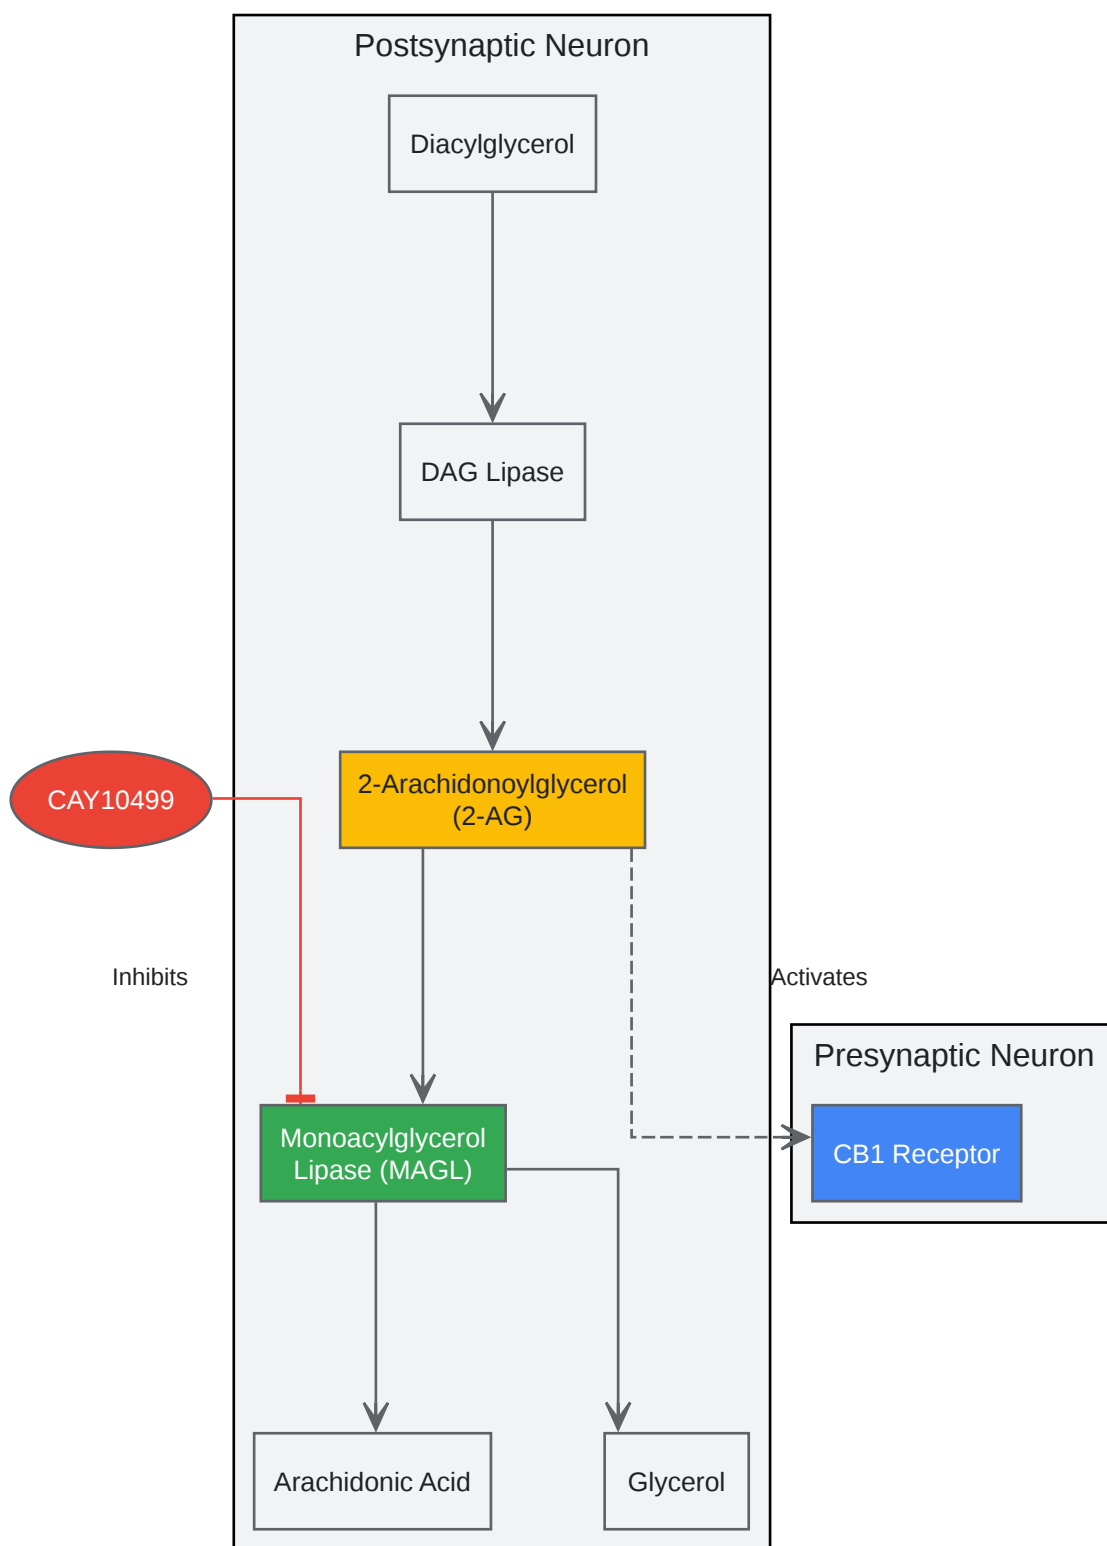 Postsynaptic Neuron
Diacylglycerol
DAG Lipase
CAY10499
2-Arachidonoylglycerol
(2-AG)
Inhibits
Activates
Presynaptic Neuron
Monoacylglycerol
Lipase (MAGL)
CB1 Receptor
Arachidonic Acid
Glycerol